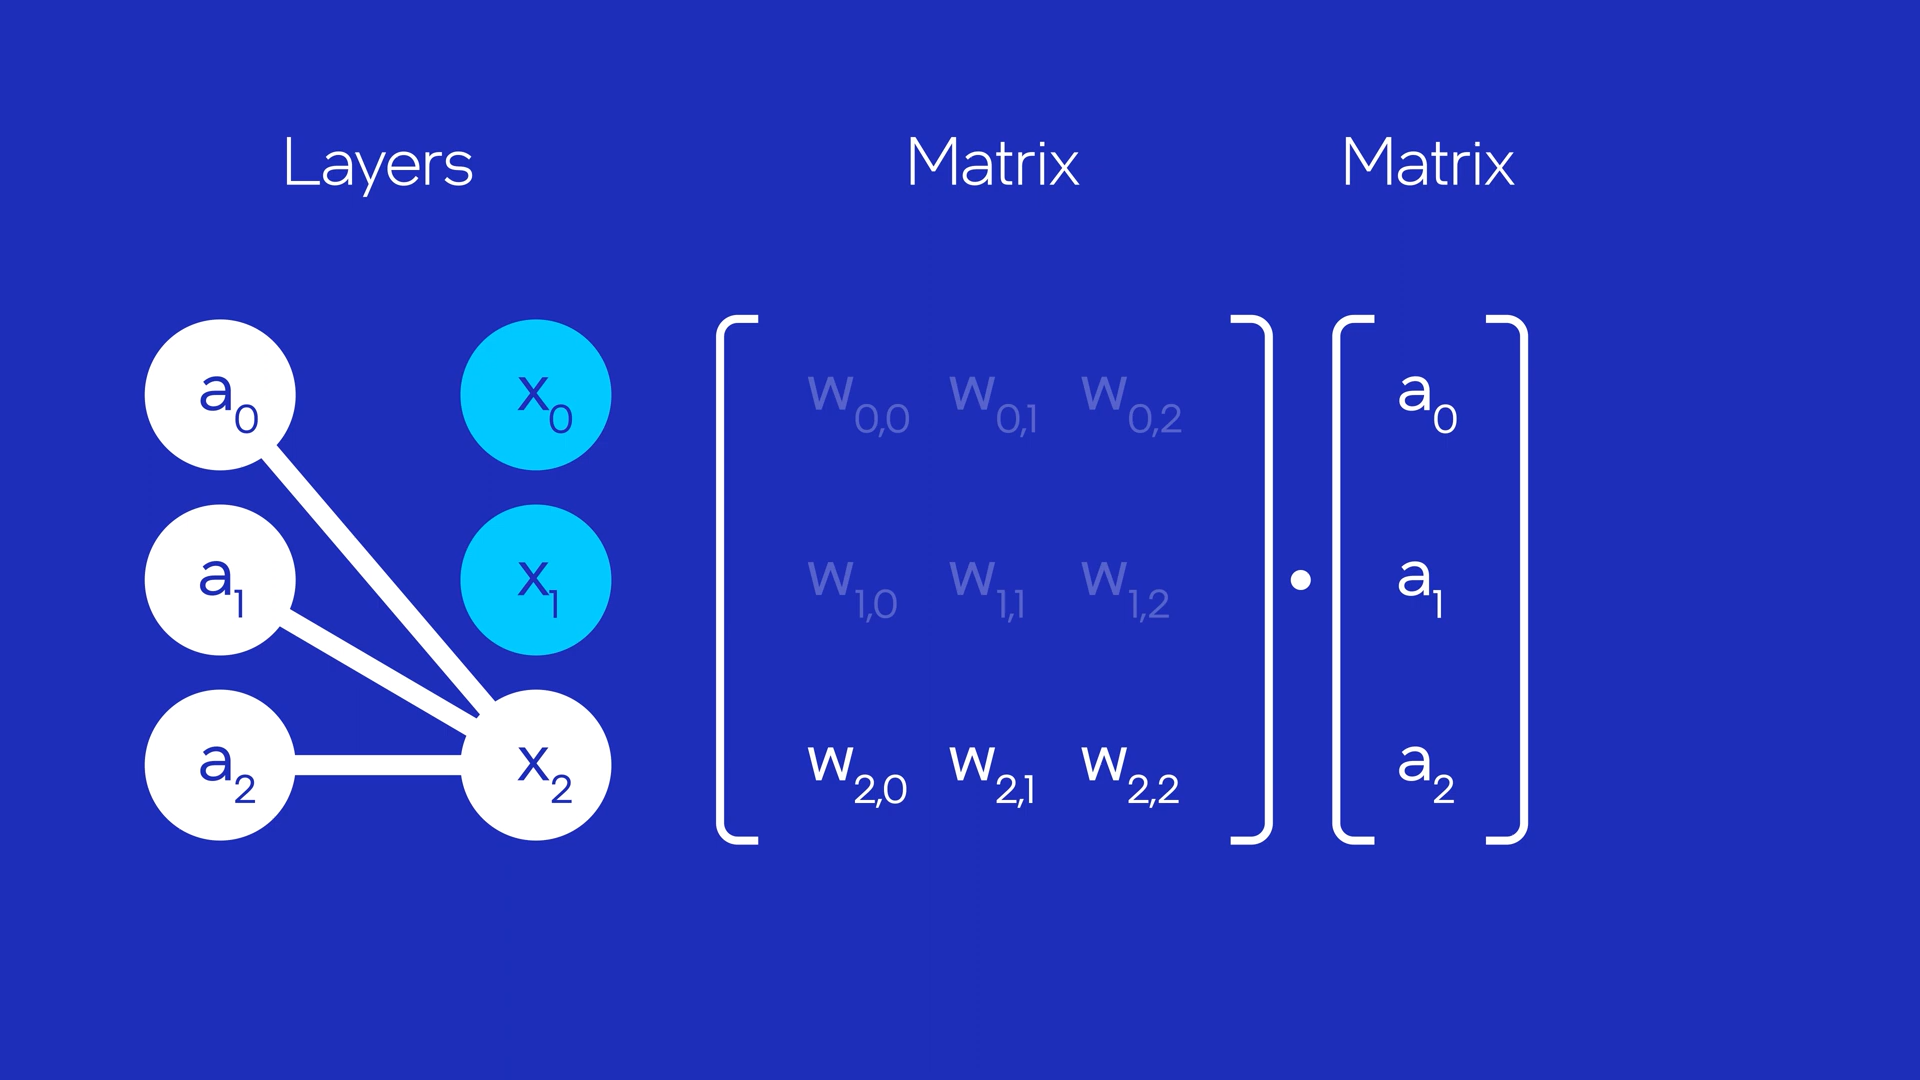 Layers Matrix Matrix
a₀ x₀ w₀,₀ w₀,₁ w₀,₂ a₀
a₁ x₁ w₁,₀ w₁,₁ w₁,₂ • a₁
a₂ x₂ w₂,₀ w₂,₁ w₂,₂ a₂